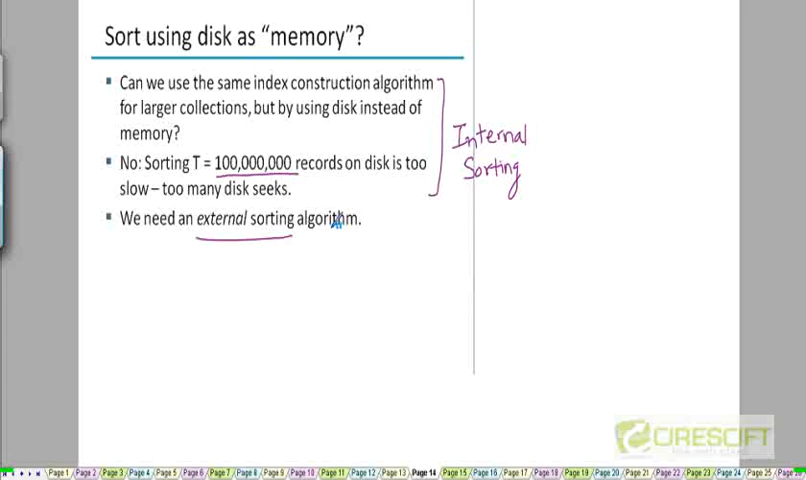 Sort using disk as “memory”?
▪ Can we use the same index construction algorithm
for larger collections, but by using disk instead of
memory?
▪ No: Sorting T = 100,000,000 records on disk is too
slow – too many disk seeks.
▪ We need an external sorting algorithm.
Internal
Sorting
Page 1 Page 2 Page 3 Page 4 Page 5 Page 6 Page 7 Page 8 Page 9 Page 10 Page 11 Page 12 Page 13 Page 14 Page 15 Page 16 Page 17 Page 18 Page 19 Page 20 Page 21 Page 22 Page 23 Page 24 Page 25